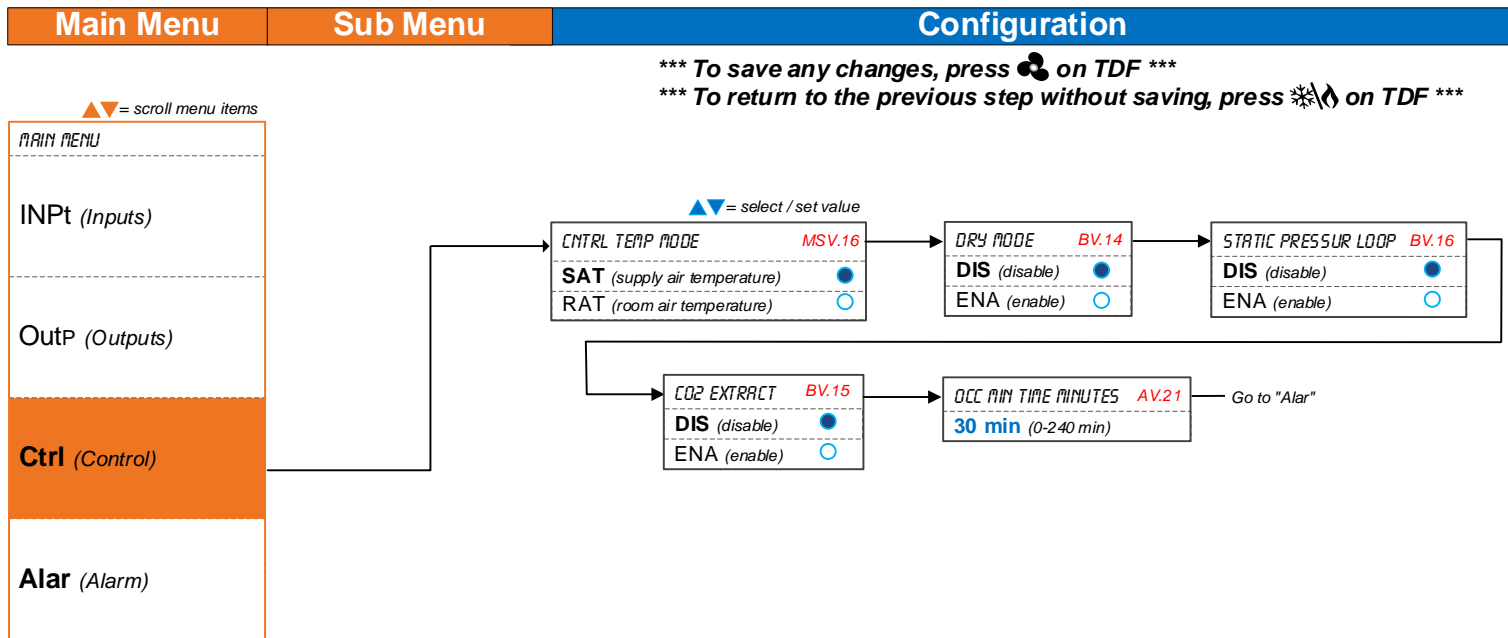 Main Menu
Sub Menu
Configuration
*** To save any changes, press on TDF ***
*** To return to the previous step without saving, press on TDF ***
▲▼= scroll menu items
MAIN MENU
INPt (Inputs)
OutP (Outputs)
Ctrl (Control)
Alar (Alarm)
▲▼= select / set value
CNTRL TEMP MODE MSV.16
SAT (supply air temperature)
RAT (room air temperature)
DRY MODE BV.14
DIS (disable)
ENA (enable)
STATIC PRESSUR LOOP BV.16
DIS (disable)
ENA (enable)
CO2 EXTRACT BV.15
DIS (disable)
ENA (enable)
OCC MIN TIME MINUTES AV.21
30 min (0-240 min)
Go to "Alar"